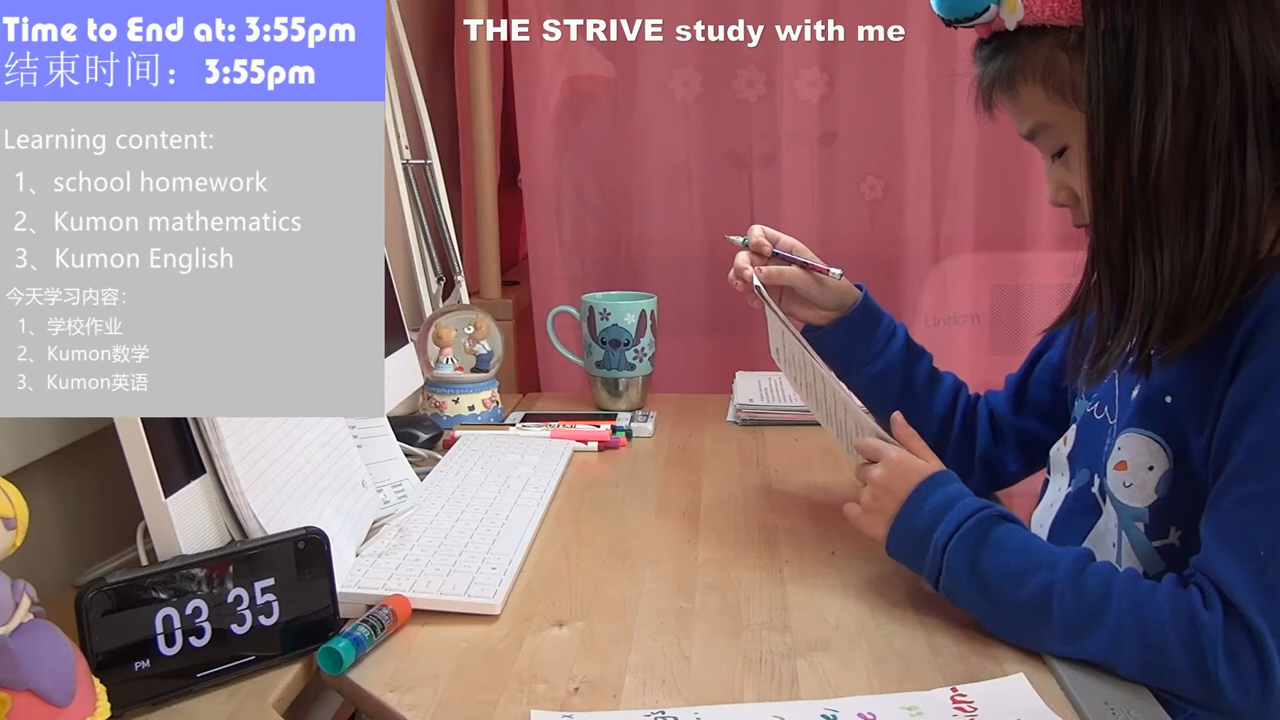 Time to End at: 3:55pm
结束时间：3:55pm
THE STRIVE study with me
Learning content:
1、school homework
2、Kumon mathematics
3、Kumon English
今天学习内容：
1、学校作业
2、Kumon数学
3、Kumon英语
Lindam
03 35
PM